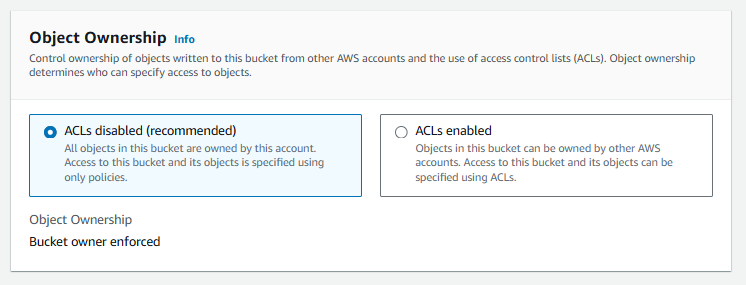 Object Ownership Info
Control ownership of objects written to this bucket from other AWS accounts and the use of access control lists (ACLs). Object ownership
determines who can specify access to objects.
ACLs disabled (recommended)
All objects in this bucket are owned by this account.
Access to this bucket and its objects is specified using
only policies.
ACLs enabled
Objects in this bucket can be owned by other AWS
accounts. Access to this bucket and its objects can be
specified using ACLs.
Object Ownership
Bucket owner enforced